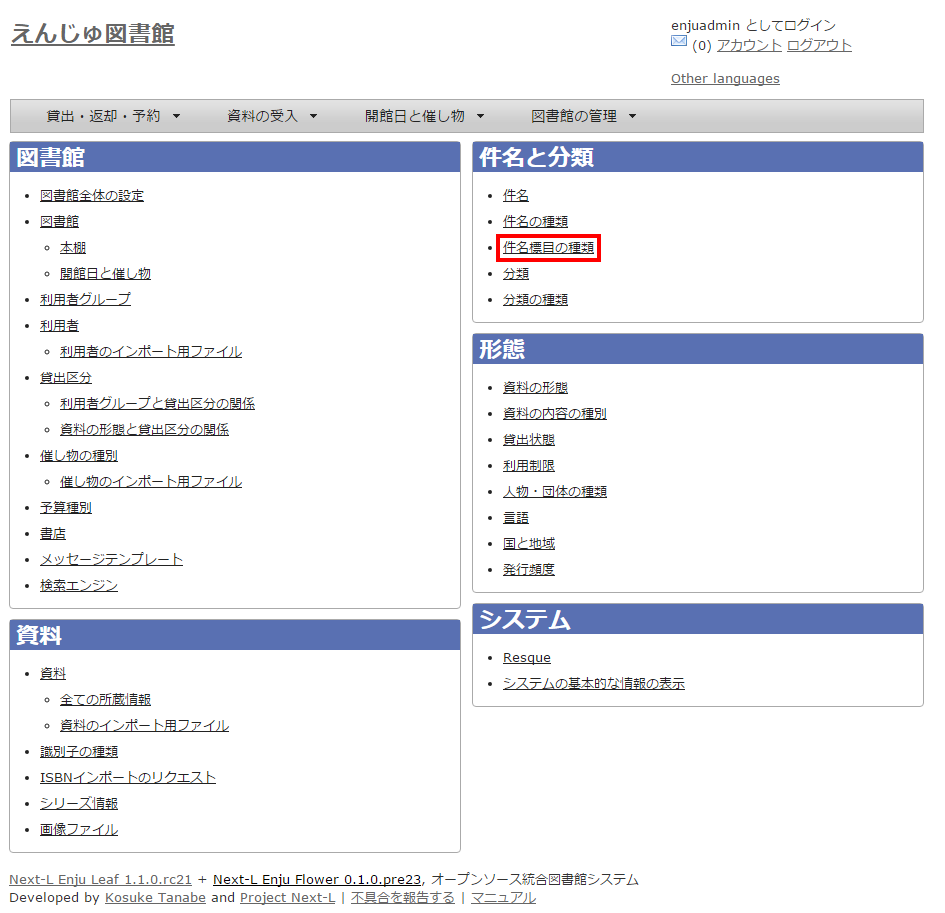 えんじゅ図書館
enjuadmin としてログイン
(0) アカウント ログアウト
Other languages
貸出・返却・予約 資料の受入 開館日と催し物 図書館の管理
図書館
図書館全体の設定
図書館
本棚
開館日と催し物
利用者グループ
利用者
利用者のインポート用ファイル
貸出区分
利用者グループと貸出区分の関係
資料の形態と貸出区分の関係
催し物の種別
催し物のインポート用ファイル
予算種別
書店
メッセージテンプレート
検索エンジン
資料
資料
全ての所蔵情報
資料のインポート用ファイル
識別子の種類
ISBNインポートのリクエスト
シリーズ情報
画像ファイル
件名と分類
件名
件名の種類
件名標目の種類
分類
分類の種類
形態
資料の形態
資料の内容の種別
貸出状態
利用制限
人物・団体の種類
言語
国と地域
発行頻度
システム
Resque
システムの基本的な情報の表示
Next-L Enju Leaf 1.1.0.rc21 + Next-L Enju Flower 0.1.0.pre23, オープンソース統合図書館システム
Developed by Kosuke Tanabe and Project Next-L | 不具合を報告する | マニュアル